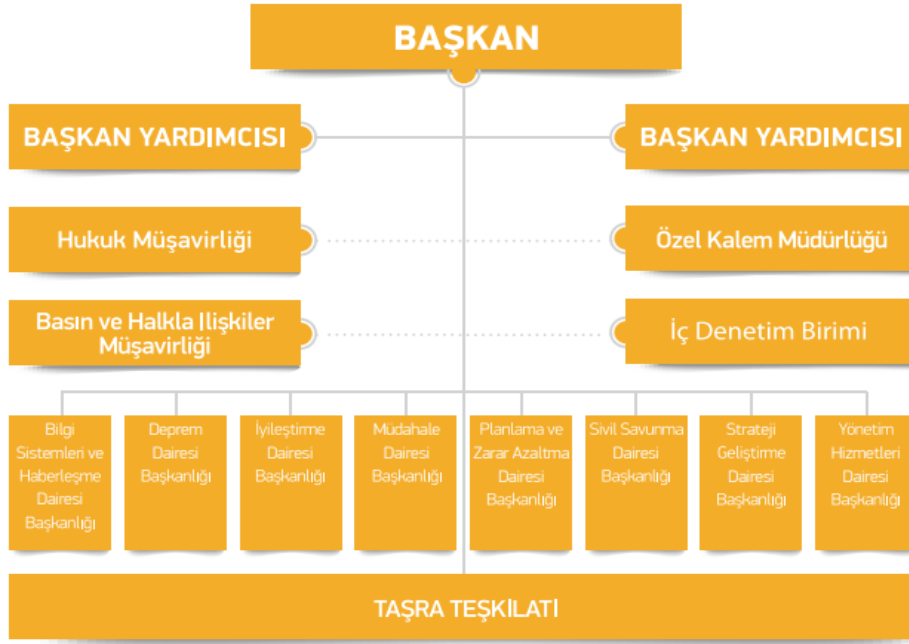 BAŞKAN
BAŞKAN YARDIMCISI
BAŞKAN YARDIMCISI
Hukuk Müşavirliği
Özel Kalem Müdürlüğü
Basın ve Halkla İlişkiler
Müşavirliği
İç Denetim Birimi
Bilgi
Sistemleri ve
Haberleşme
Dairesi
Başkanlığı
Deprem
Dairesi
Başkanlığı
İyileştirme
Dairesi
Başkanlığı
Müdahale
Dairesi
Başkanlığı
Planlama ve
Zarar Azaltma
Dairesi
Başkanlığı
Sivil Savunma
Dairesi
Başkanlığı
Strateji
Geliştirme
Dairesi
Başkanlığı
Yönetim
Hizmetleri
Dairesi
Başkanlığı
TAŞRA TEŞKİLATI